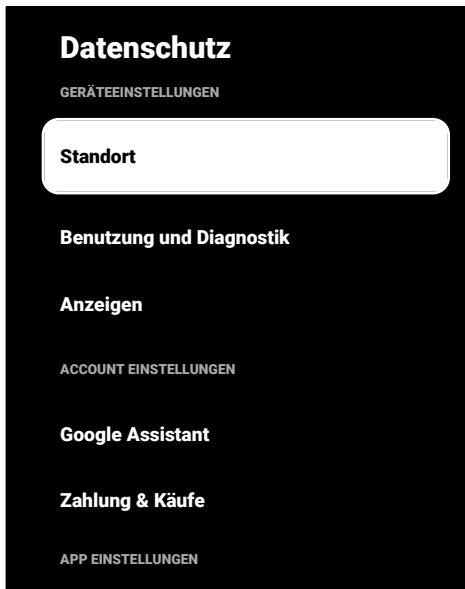 Datenschutz
GERÄTEEINSTELLUNGEN
Standort
Benutzung und Diagnostik
Anzeigen
ACCOUNT EINSTELLUNGEN
Google Assistant
Zahlung & Käufe
APP EINSTELLUNGEN